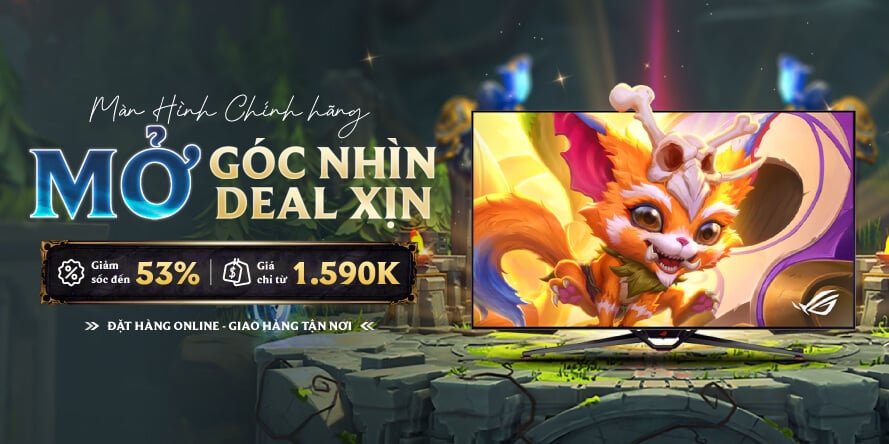 Màn Hình Chính hãng
MỞ GÓC NHÌN
DEAL XỊN
Giảm sốc đến 53%
Giá chỉ từ 1.590K
ĐẶT HÀNG ONLINE - GIAO HÀNG TẬN NƠI